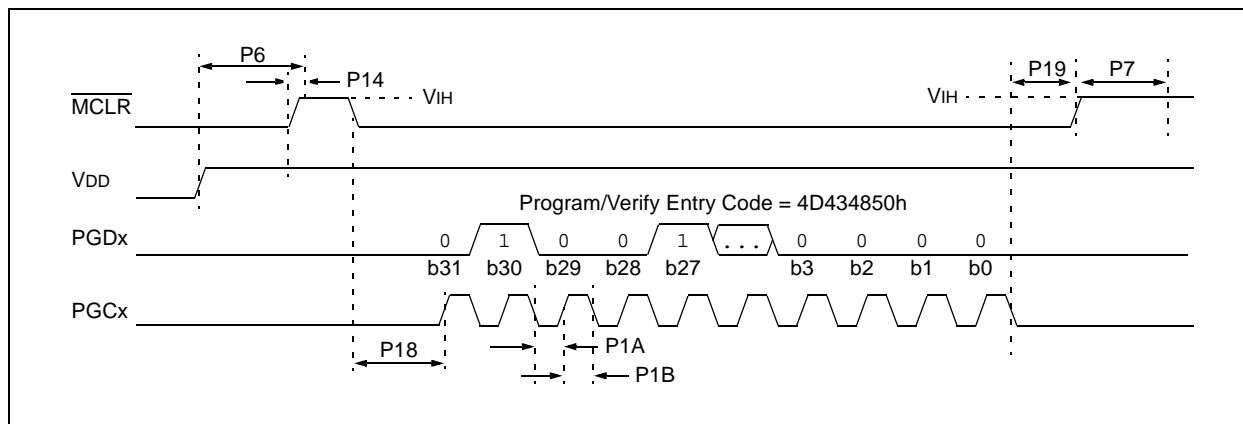 P6
P14
P19
P7
MCLR
VIH
VIH
VDD
Program/Verify Entry Code = 4D434850h
PGDx
0 1 0 0 1 ... 0 0 0 0
b31 b30 b29 b28 b27 b3 b2 b1 b0
PGCx
P18
P1A
P1B